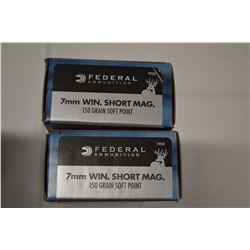 FEDERAL
AMMUNITION
7mm WIN. SHORT MAG.
150 GRAIN SOFT POINT
FEDERAL
AMMUNITION
7mm WIN. SHORT MAG.
150 GRAIN SOFT POINT